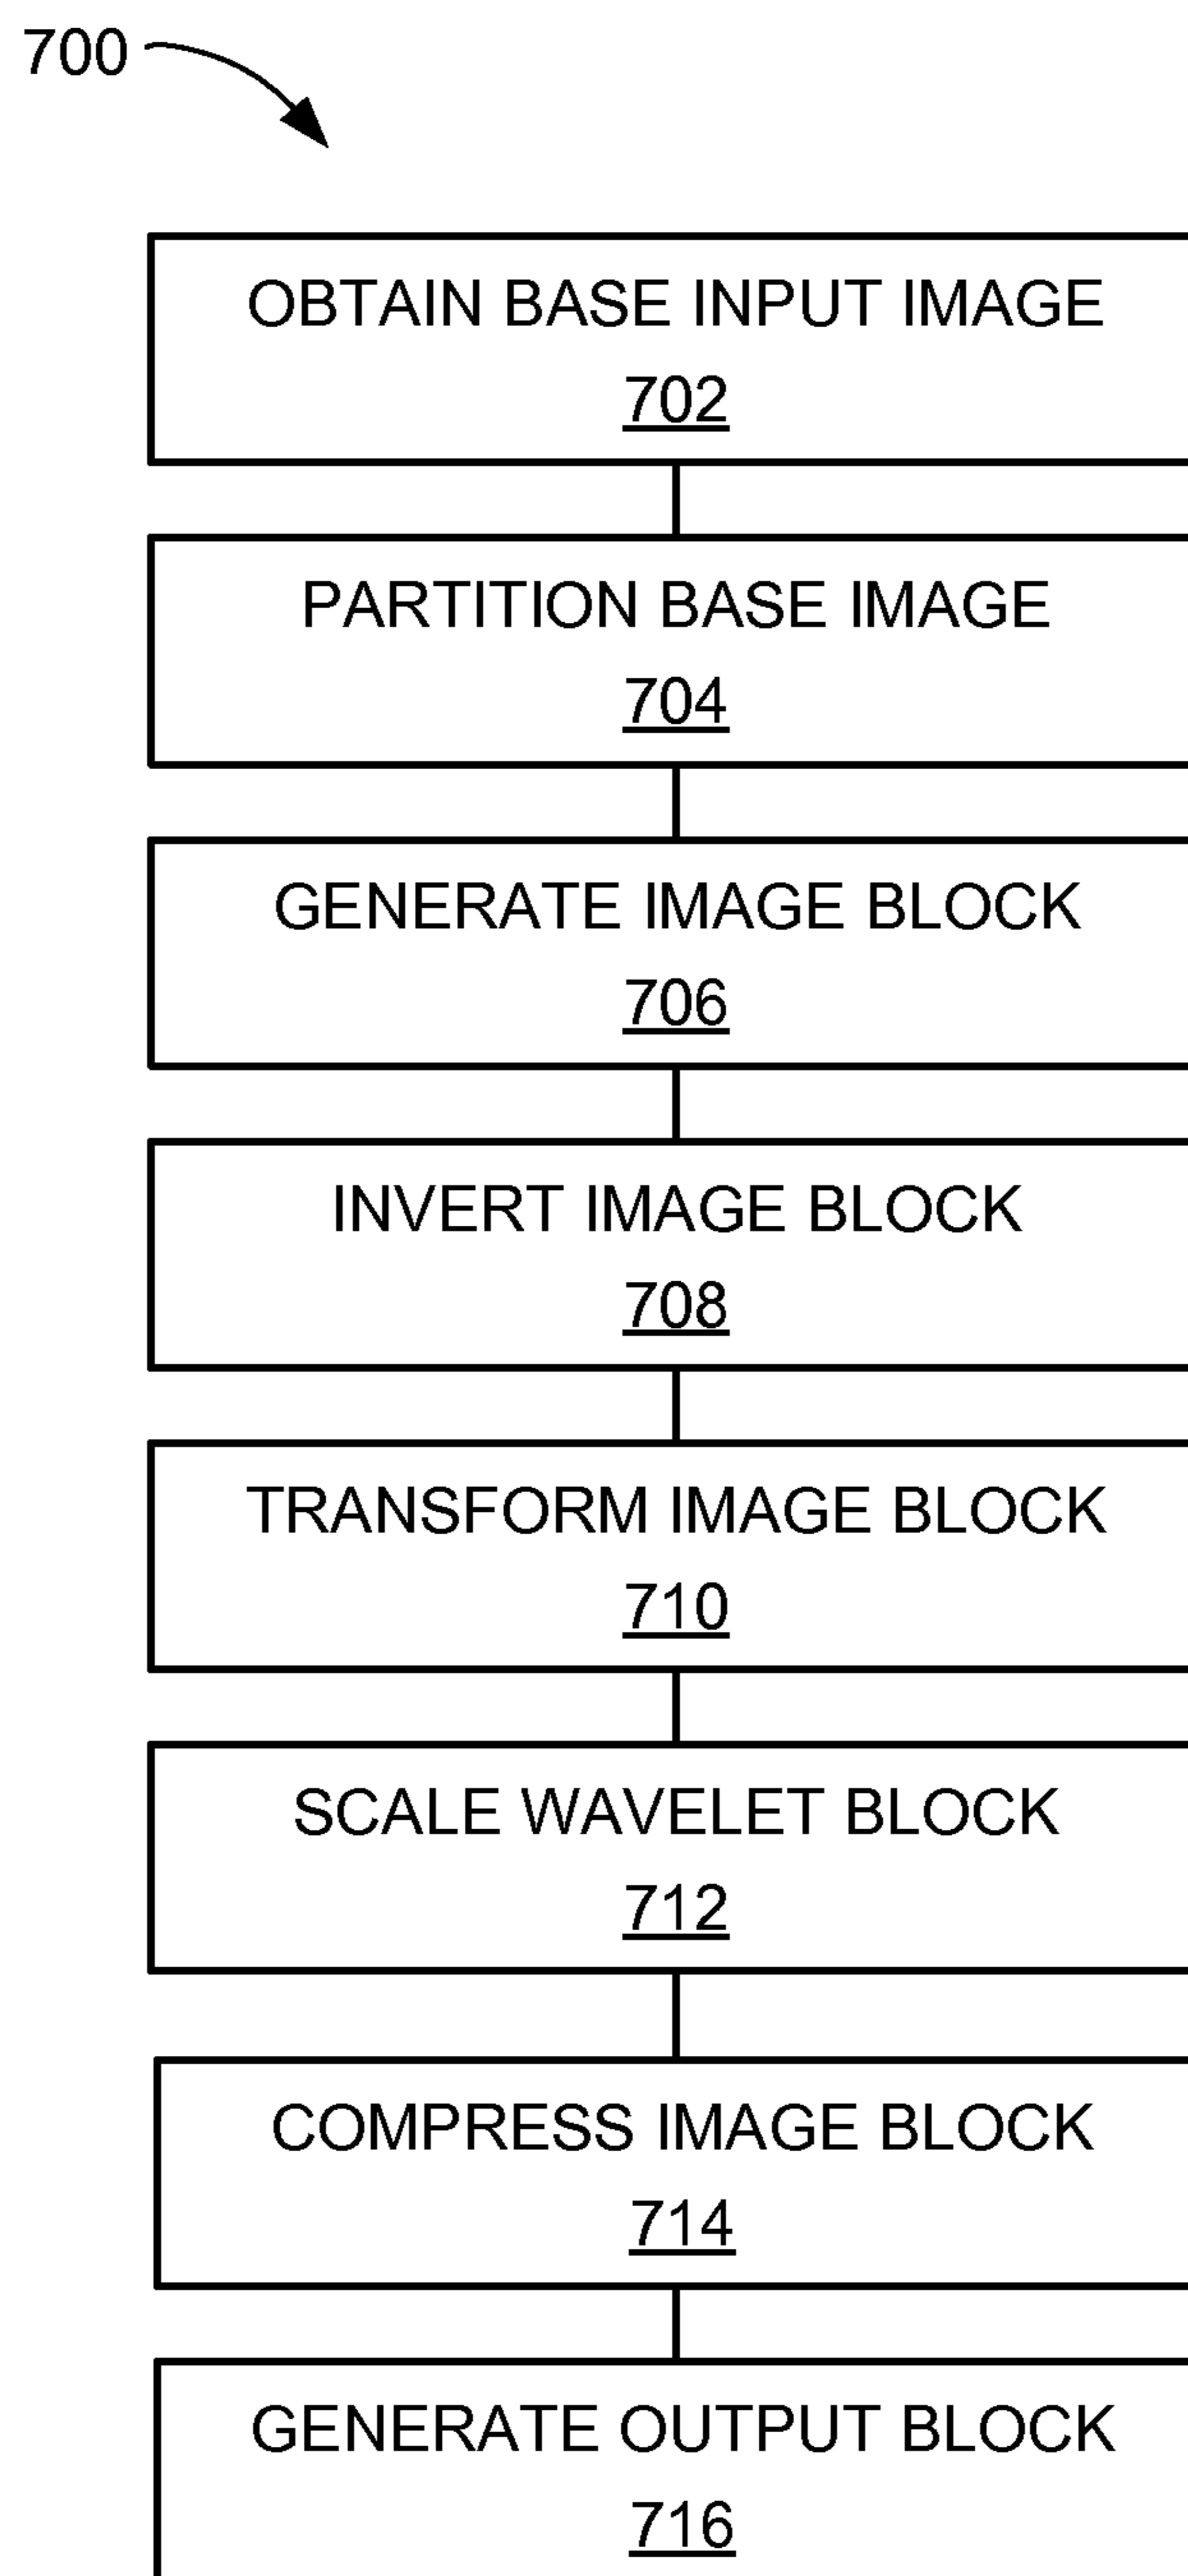 700
OBTAIN BASE INPUT IMAGE
702
PARTITION BASE IMAGE
704
GENERATE IMAGE BLOCK
706
INVERT IMAGE BLOCK
708
TRANSFORM IMAGE BLOCK
710
SCALE WAVELET BLOCK
712
COMPRESS IMAGE BLOCK
714
GENERATE OUTPUT BLOCK
716